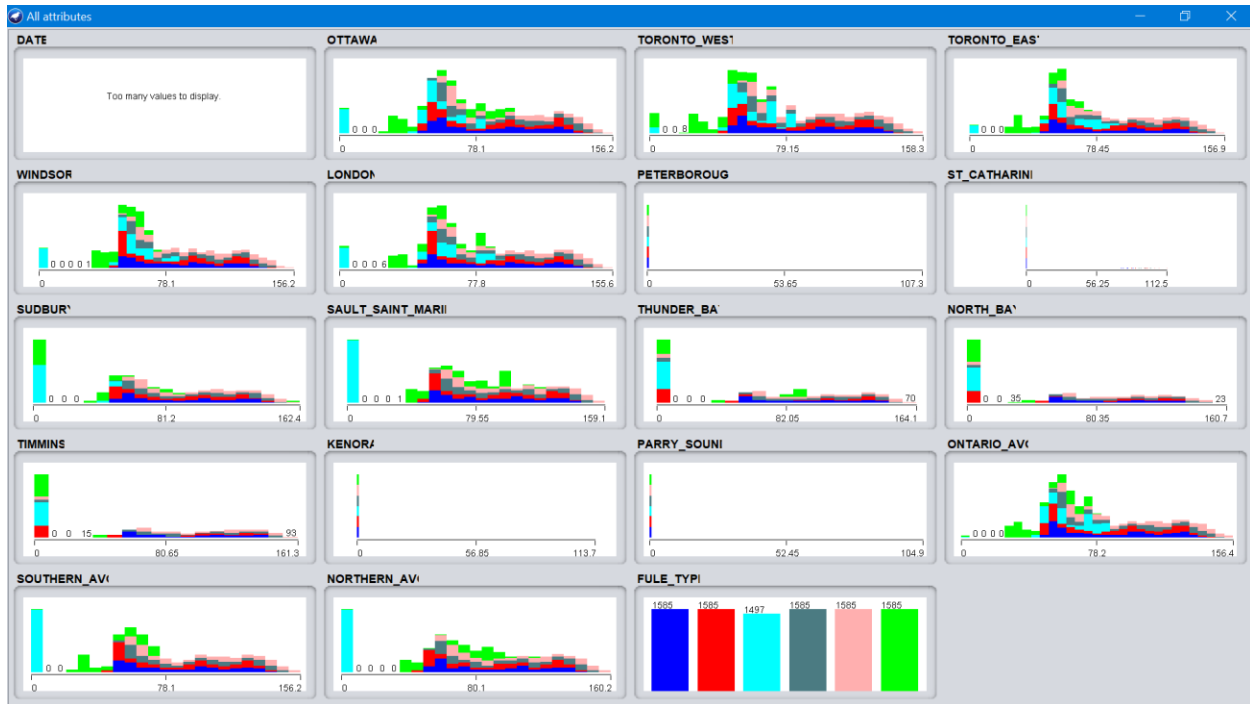 All attributes
DATE OTTAWA TORONTO_WEST TORONTO_EAS
Too many values to display.
0 0 0 0 0 8 0 0 0
0 78.1 156.2 0 79.15 158.3 0 78.45 156.9
WINDSOR LONDON PETERBOROUG ST_CATHARIN
0 0 0 0 1 0 0 0 6
0 78.1 156.2 0 77.8 155.6 0 53.65 107.3 0 56.25 112.5
SUDBUR SAULT_SAINT_MARI THUNDER_BA NORTH_BA
0 0 0 0 0 0 0 1 0 0 0 70 0 0 35 23
0 81.2 162.4 0 79.55 159.1 0 82.05 164.1 0 80.35 160.7
TIMMINS KENORA PARRY_SOUN ONTARIO_AV
0 0 15 93 0 0 0 0
0 80.65 161.3 0 56.85 113.7 0 52.45 104.9 0 78.2 156.4
SOUTHERN_AV NORTHERN_AV FULE_TYP
1585 1585 1497 1585 1585 1585
0 0 0 0 0 0
0 78.1 156.2 0 80.1 160.2